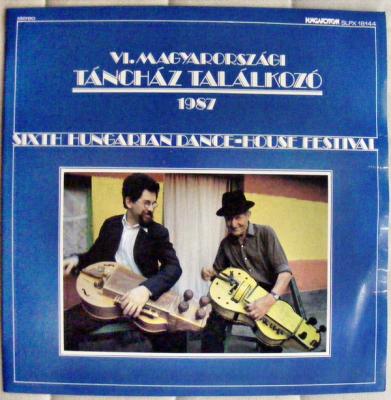 stereo
HUNGAROTON SLPX 18144
VI. MAGYARORSZÁGI
TÁNCHÁZ TALÁLKOZÓ
1987
SIXTH HUNGARIAN DANCE-HOUSE FESTIVAL